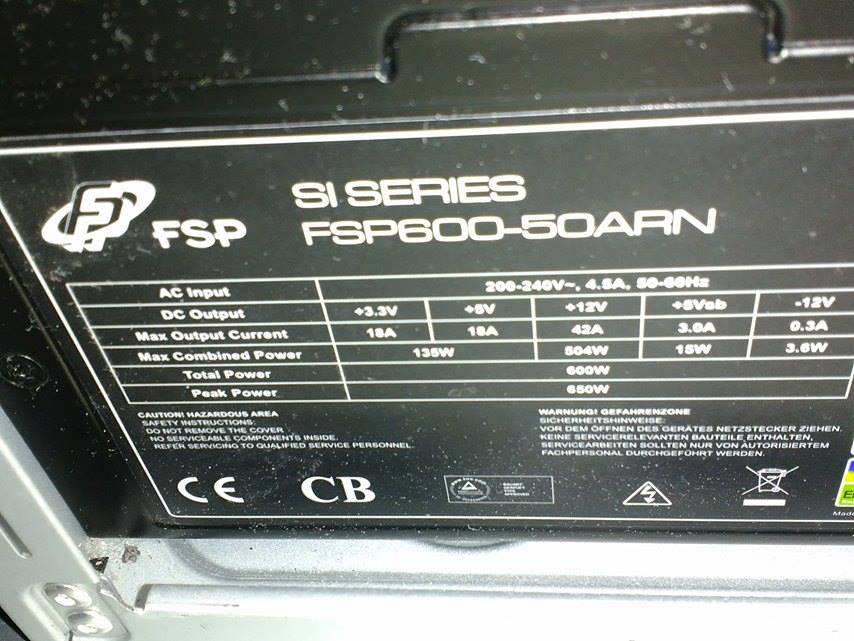 FSP
SI SERIES
FSP600-50ARN
AC Input 200-240V~, 4.5A, 50-60Hz
DC Output +3.3V +5V +12V +5Vsb -12V
Max Output Current 18A 18A 42A 3.0A 0.3A
Max Combined Power 135W 504W 15W 3.6W
Total Power 600W
Peak Power 650W
CAUTION! HAZARDOUS AREA
SAFETY INSTRUCTIONS:
DO NOT REMOVE THE COVER
NO SERVICEABLE COMPONENTS INSIDE.
REFER SERVICING TO QUALIFIED SERVICE PERSONNEL.
WARNUNG! GEFAHRENZONE
SICHERHEITSHINWEISE:
VOR DEM ÖFFNEN DES GERÄTES NETZSTECKER ZIEHEN.
KEINE SERVICERELEVANTEN BAUTEILE ENTHALTEN,
SERVICEARBEITEN SOLLTEN NUR VON AUTORISIERTEM
FACHPERSONAL DURCHGEFÜHRT WERDEN.
CE CB
Made